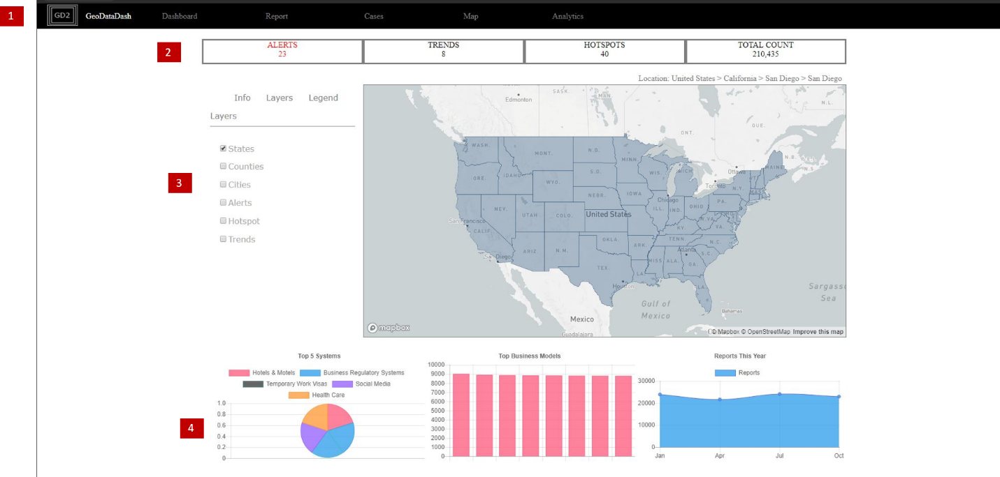 1
GD2 GeoDataDash Dashboard Report Cases Map Analytics
2
ALERTS
23
TRENDS
8
HOTSPOTS
40
TOTAL COUNT
210,435
Location: United States > California > San Diego > San Diego
Info Layers Legend
Layers
3
States
Counties
Cities
Alerts
Hotspot
Trends
SASK.
MAN.
Edmonton
N.L.
QUE.
ONT.
WASH.
MONT.
N.D.
MINN.
N.B.
N.S.
Ottawa
MAINE
WIS.
MICH.
S.D.
ORE.
IDAHO
WYO.
Toronto
N.Y.
VT.
MASS.
NEBR.
IOWA
Chicago
PA.
NEV.
UTAH
COLO.
United States
ILL.
IND.
OHIO
MD.
San Francisco
CALIF.
W.VA.
VA.
KY.
OKLA.
TENN.
N.C.
ARIZ.
N.M.
ARK.
Atlanta
S.C.
San Diego
MISS.
ALA.
GA.
TEX.
LA.
Houston
FLA.
Sargasso
Sea
Gulf of
Mexico
Bahamas
Mexico
mapbox
Guadalajara
© Mapbox © OpenStreetMap Improve this map
4
Top 5 Systems
Hotels & Motels Business Regulatory Systems
Temporary Work Visas Social Media
Health Care
1.0
0.8
0.6
0.4
0.2
0
Top Business Models
10000
9000
8000
7000
6000
5000
4000
3000
2000
1000
0
Reports This Year
Reports
30000
20000
10000
0
Jan Apr Jul Oct